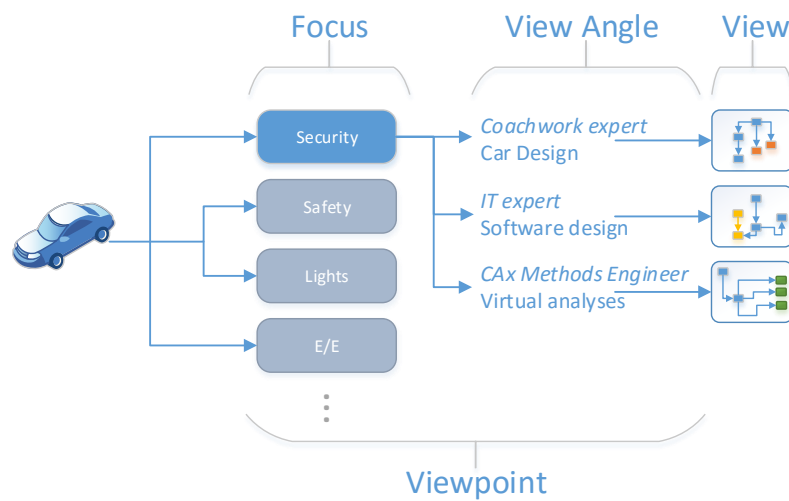 Focus
View Angle
View
Security
Safety
Lights
E/E
Coachwork expert
Car Design
IT expert
Software design
CAx Methods Engineer
Virtual analyses
Viewpoint